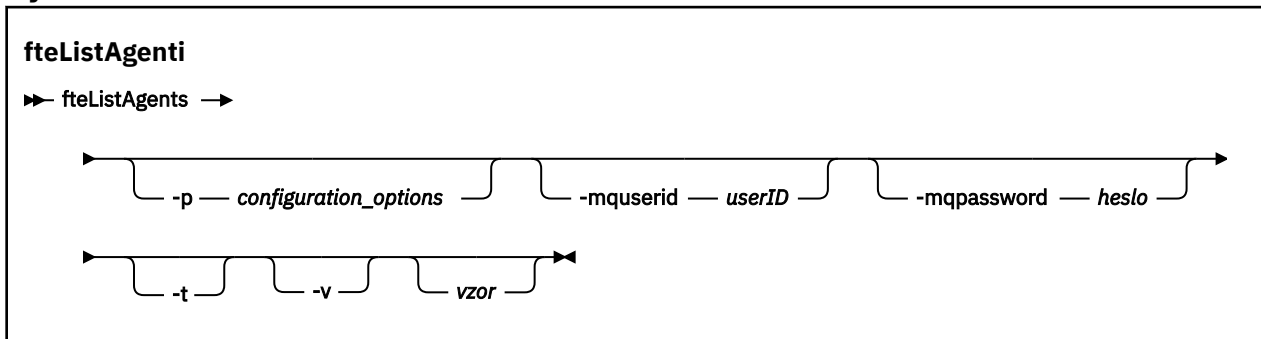 fteListAgenti
fteListAgents
-p configuration_options -mquserid userID -mqpassword heslo
-t -v vzor